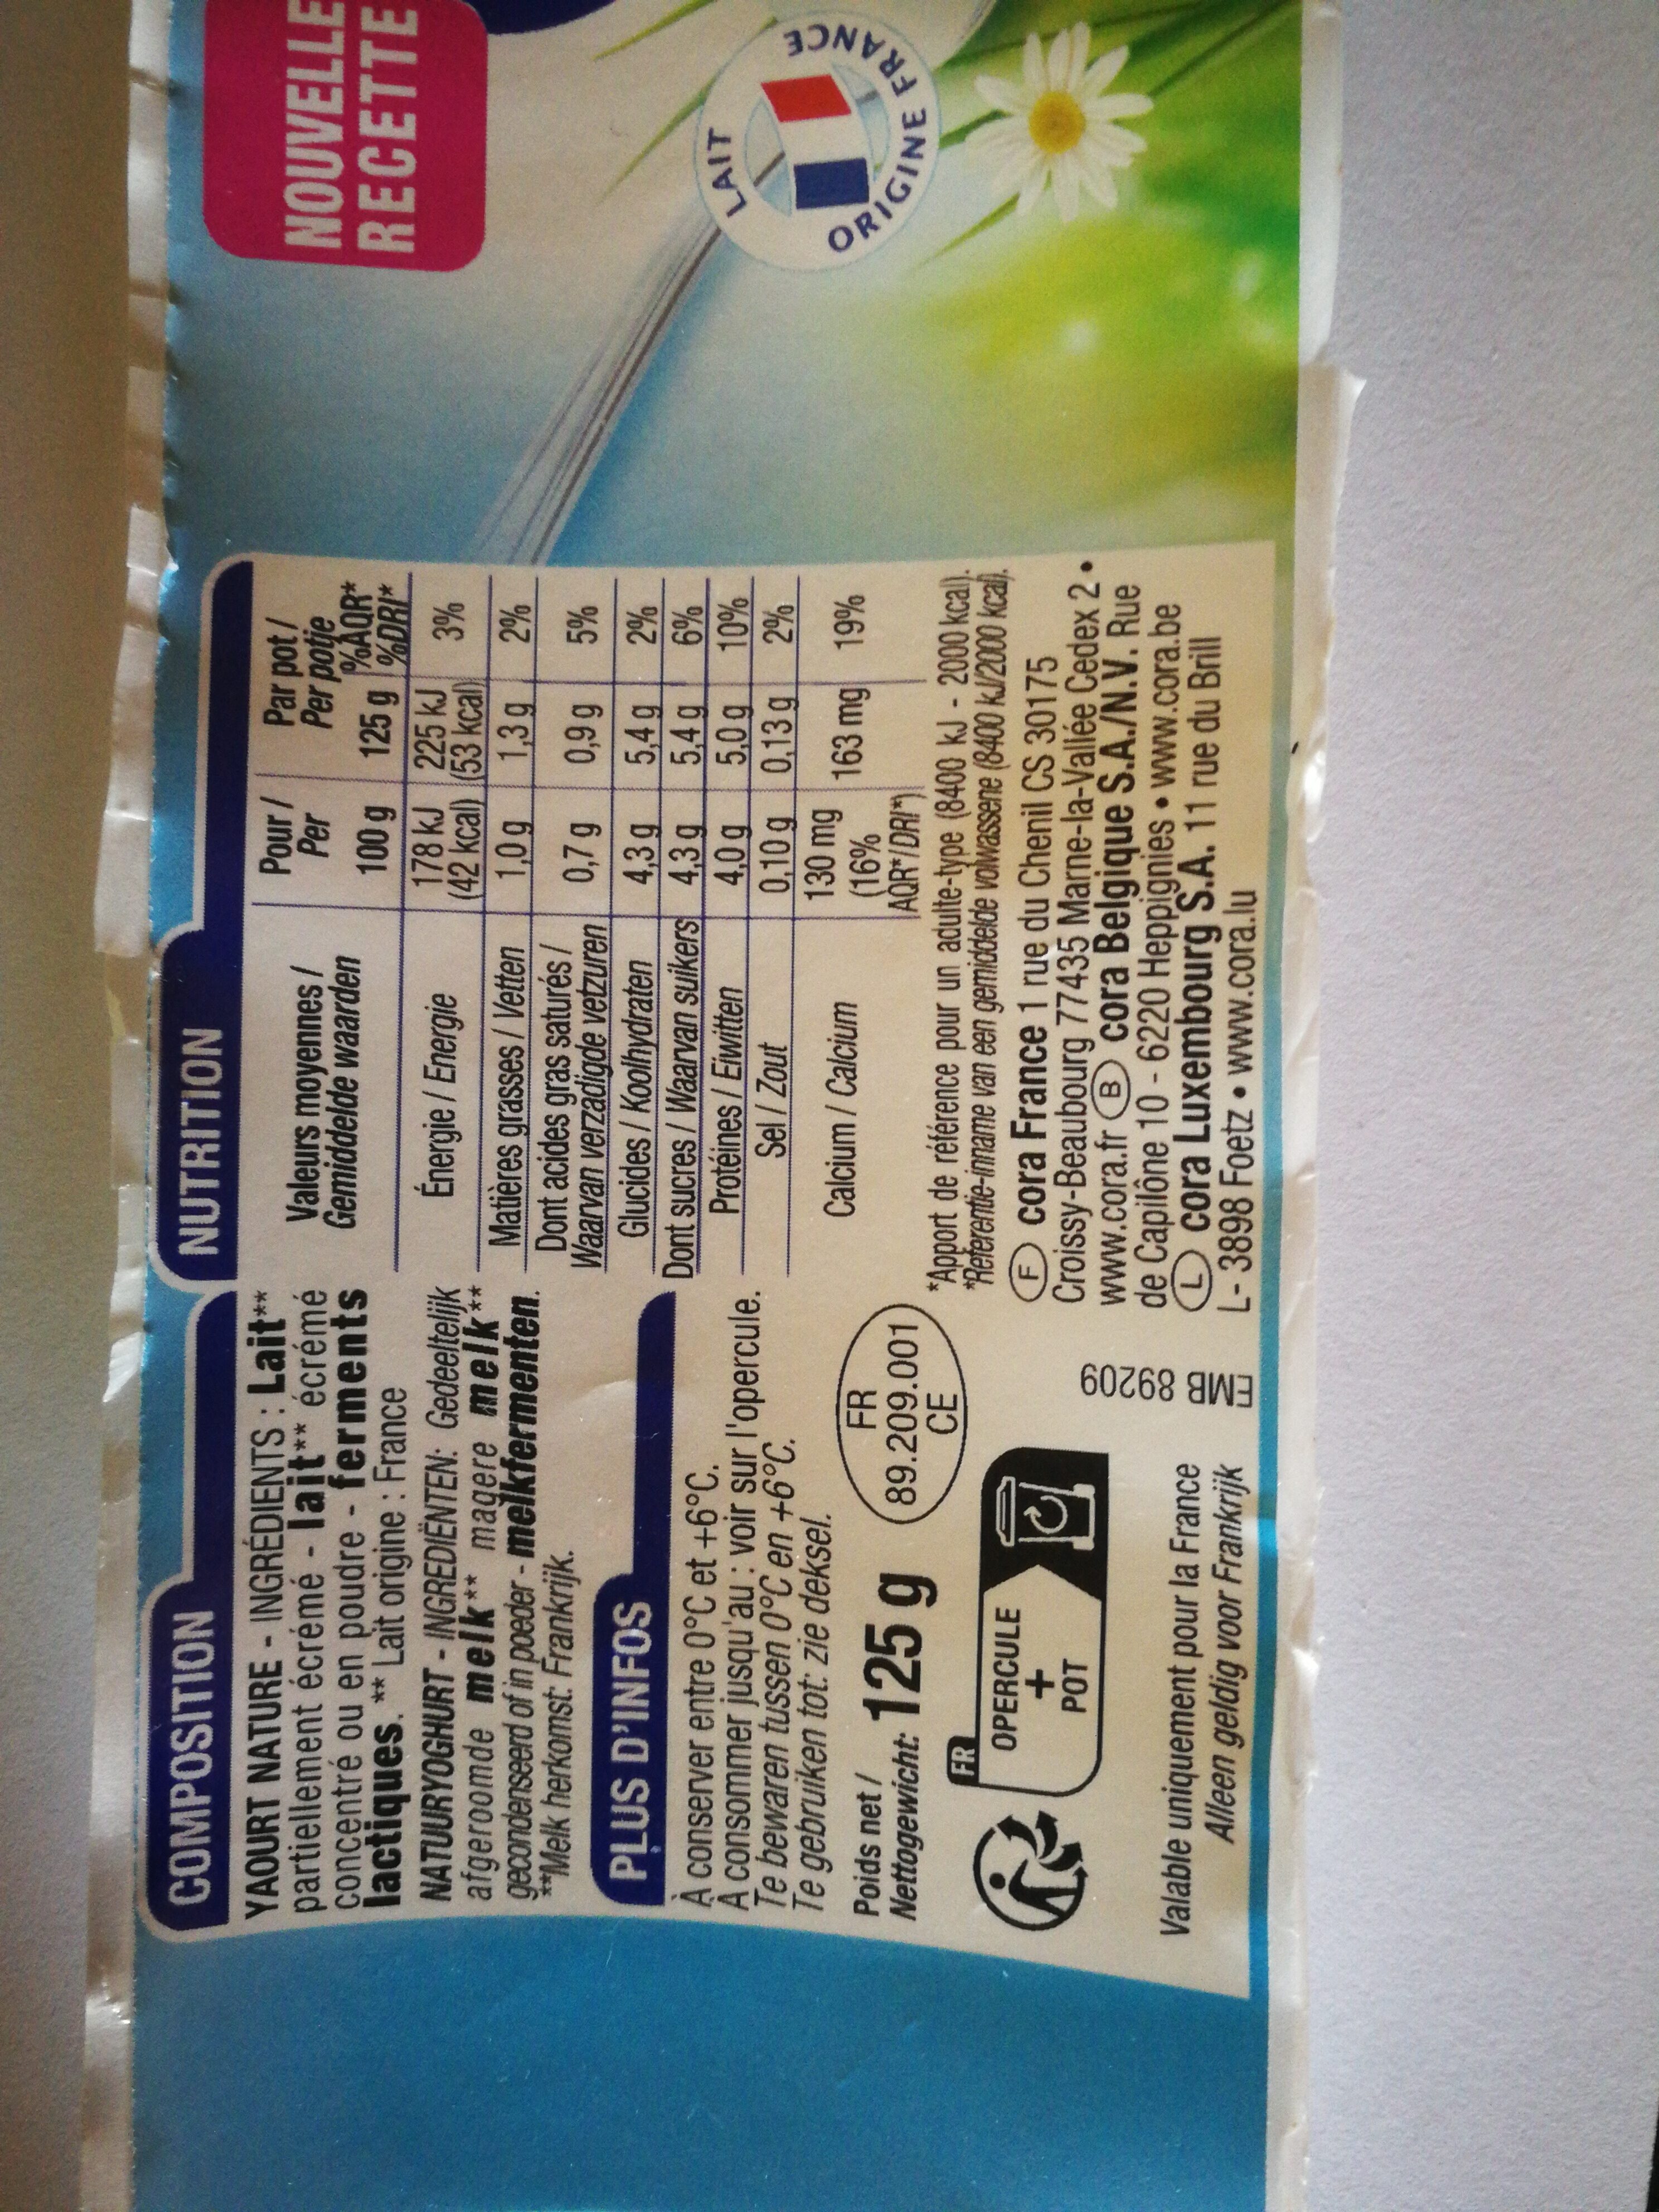 COMPOSITION
YAOURT NATURE - INGRÉDIENTS : Lait**
partiellement écrémé - lait** écrémé
concentré ou en poudre - ferments
lactiques. ** Lait origine : France
NATUURYOGHURT - INGREDIËNTEN: Gedeeltelijk
afgeroomde melk** magere melk**
gecondenseerd of in poeder - melkfermenten.
**Melk herkomst: Frankrijk.
PLUS D'INFOS
À conserver entre 0°C et +6°C.
A consommer jusqu'au : voir sur l'opercule.
Te bewaren tussen 0°C en +6°C.
Te gebruiken tot: zie deksel.
Poids net /
Nettogewicht: 125 g
FR
89.209.001
CE
FR
OPERCULE
+
POT
EMB 89209
Valable uniquement pour la France
Alleen geldig voor Frankrijk
NUTRITION
Valeurs moyennes / Pour / Par pot /
Gemiddelde waarden Per Per potje
100 g 125 g %AQR*
%DRI*
Énergie / Energie 178 kJ (42 kcal) 225 kJ (53 kcal) 3%
Matières grasses / Vetten 1,0 g 1,3 g 2%
Dont acides gras saturés /
Waarvan verzadigde vetzuren 0,7 g 0,9 g 5%
Glucides / Koolhydraten 4,3 g 5,4 g 2%
Dont sucres / Waarvan suikers 4,3 g 5,4 g 6%
Protéines / Eiwitten 4,0 g 5,0 g 10%
Sel / Zout 0,10 g 0,13 g 2%
Calcium / Calcium 130 mg (16% AQR*/DRI*) 163 mg 19%
*Apport de référence pour un adulte-type (8400 kJ - 2000 kcal).
*Referentie-inname van een gemiddelde volwassene (8400 kJ/2000 kcal).
F cora France 1 rue du Chenil CS 30175
Croissy-Beaubourg 77435 Marne-la-Vallée Cedex 2 •
www.cora.fr B cora Belgique S.A./N.V. Rue
de Capilône 10 - 6220 Heppignies • www.cora.be
L cora Luxembourg S.A. 11 rue du Brill
L- 3898 Foetz • www.cora.lu
NOUVELLE
RECETTE
LAIT
ORIGINE FRANCE